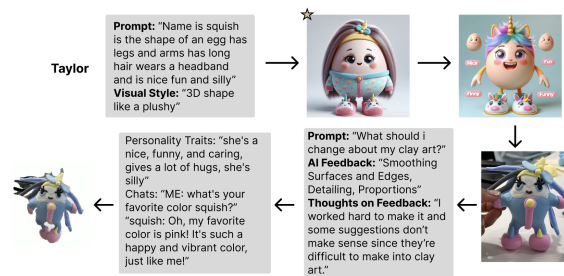 Taylor
Prompt: "Name is squish
is the shape of an egg has
legs and arms has long
hair wears a headband
and is nice fun and silly"
Visual Style: "3D shape
like a plushy"
Nice
Fun
Funny
Prompt: "What should i
change about my clay art?"
AI Feedback: "Smoothing
Surfaces and Edges,
Detailing, Proportions"
Thoughts on Feedback: "I
worked hard to make it and
some suggestions don't
make sense since they're
difficult to make into clay
art."
Personality Traits: "she's a
nice, funny, and caring,
gives a lot of hugs, she's
silly"
Chats: "ME: what's your
favorite color squish?"
"squish: Oh, my favorite
color is pink! It's such a
happy and vibrant color,
just like me!"